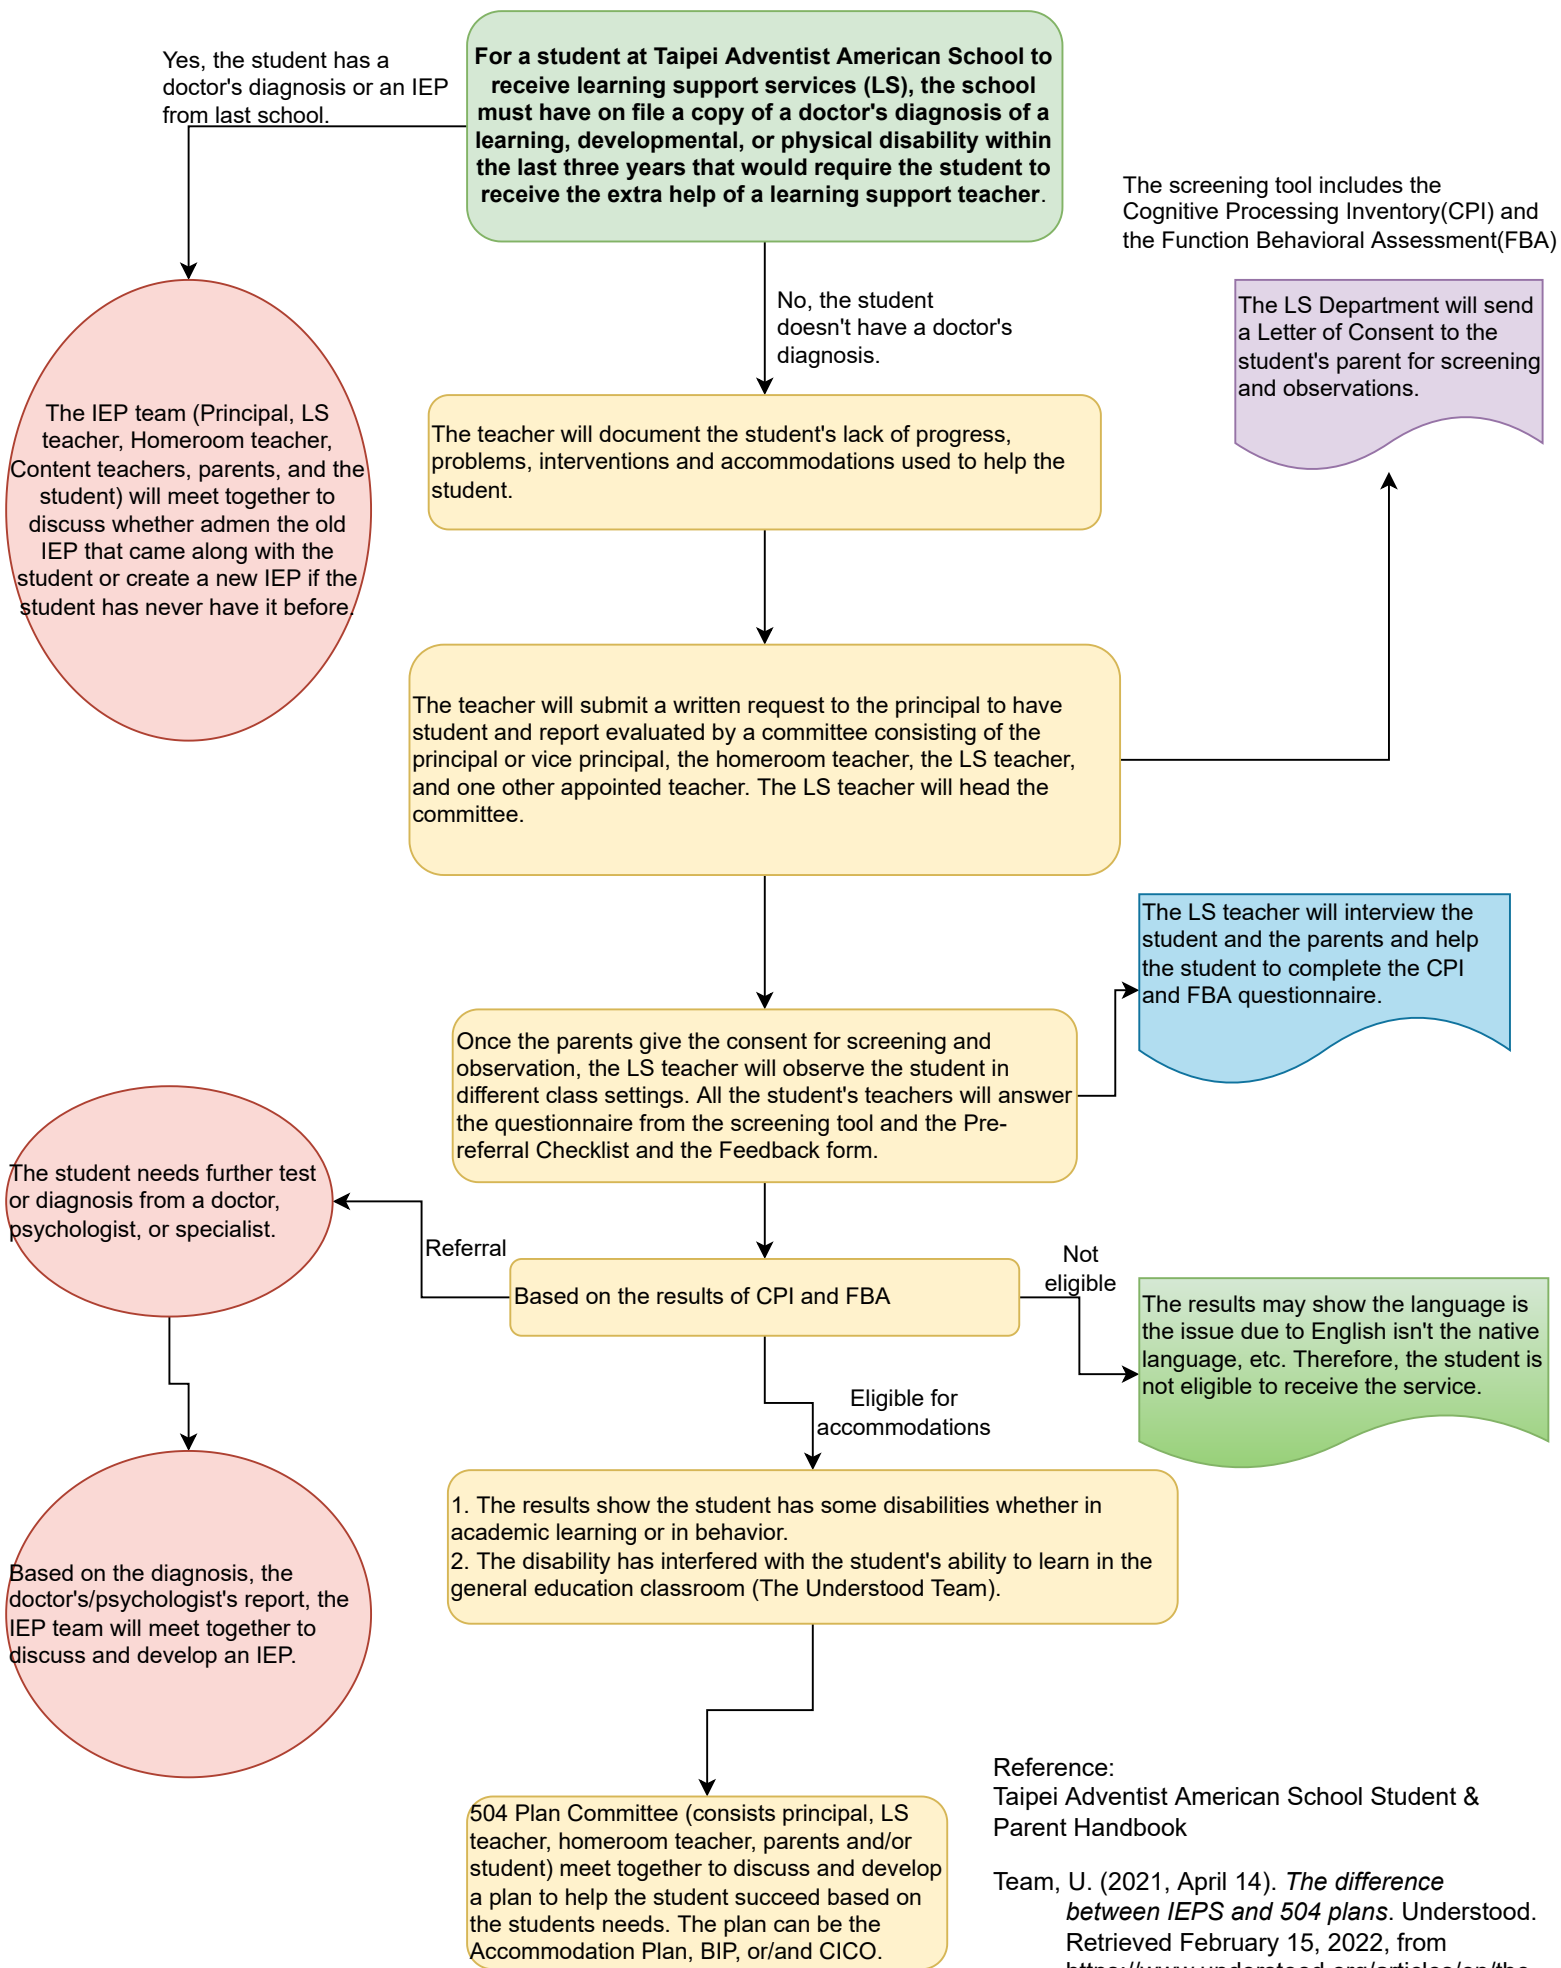 Yes, the student has a
doctor's diagnosis or an IEP
from last school.
For a student at Taipei Adventist American School to
receive learning support services (LS), the school
must have on file a copy of a doctor's diagnosis of a
learning, developmental, or physical disability within
the last three years that would require the student to
receive the extra help of a learning support teacher.
The screening tool includes the
Cognitive Processing Inventory(CPI) and
the Function Behavioral Assessment(FBA)
The LS Department will send
a Letter of Consent to the
student's parent for screening
and observations.
No, the student
doesn't have a doctor's
diagnosis.
The IEP team (Principal, LS
teacher, Homeroom teacher,
Content teachers, parents, and the
student) will meet together to
discuss whether admen the old
IEP that came along with the
student or create a new IEP if the
student has never have it before.
The teacher will document the student's lack of progress,
problems, interventions and accommodations used to help the
student.
The teacher will submit a written request to the principal to have
student and report evaluated by a committee consisting of the
principal or vice principal, the homeroom teacher, the LS teacher,
and one other appointed teacher. The LS teacher will head the
committee.
The LS teacher will interview the
student and the parents and help
the student to complete the CPI
and FBA questionnaire.
Once the parents give the consent for screening and
observation, the LS teacher will observe the student in
different class settings. All the student's teachers will answer
the questionnaire from the screening tool and the Pre-
referral Checklist and the Feedback form.
The student needs further test
or diagnosis from a doctor,
psychologist, or specialist.
Referral
Based on the results of CPI and FBA
Not
eligible
The results may show the language is
the issue due to English isn't the native
language, etc. Therefore, the student is
not eligible to receive the service.
Eligible for
accommodations
1. The results show the student has some disabilities whether in
academic learning or in behavior.
2. The disability has interfered with the student's ability to learn in the
general education classroom (The Understood Team).
Based on the diagnosis, the
doctor's/psychologist's report, the
IEP team will meet together to
discuss and develop an IEP.
504 Plan Committee (consists principal, LS
teacher, homeroom teacher, parents and/or
student) meet together to discuss and develop
a plan to help the student succeed based on
the students needs. The plan can be the
Accommodation Plan, BIP, or/and CICO.
Reference:
Taipei Adventist American School Student &
Parent Handbook
Team, U. (2021, April 14). The difference
between IEPS and 504 plans. Understood.
Retrieved February 15, 2022, from